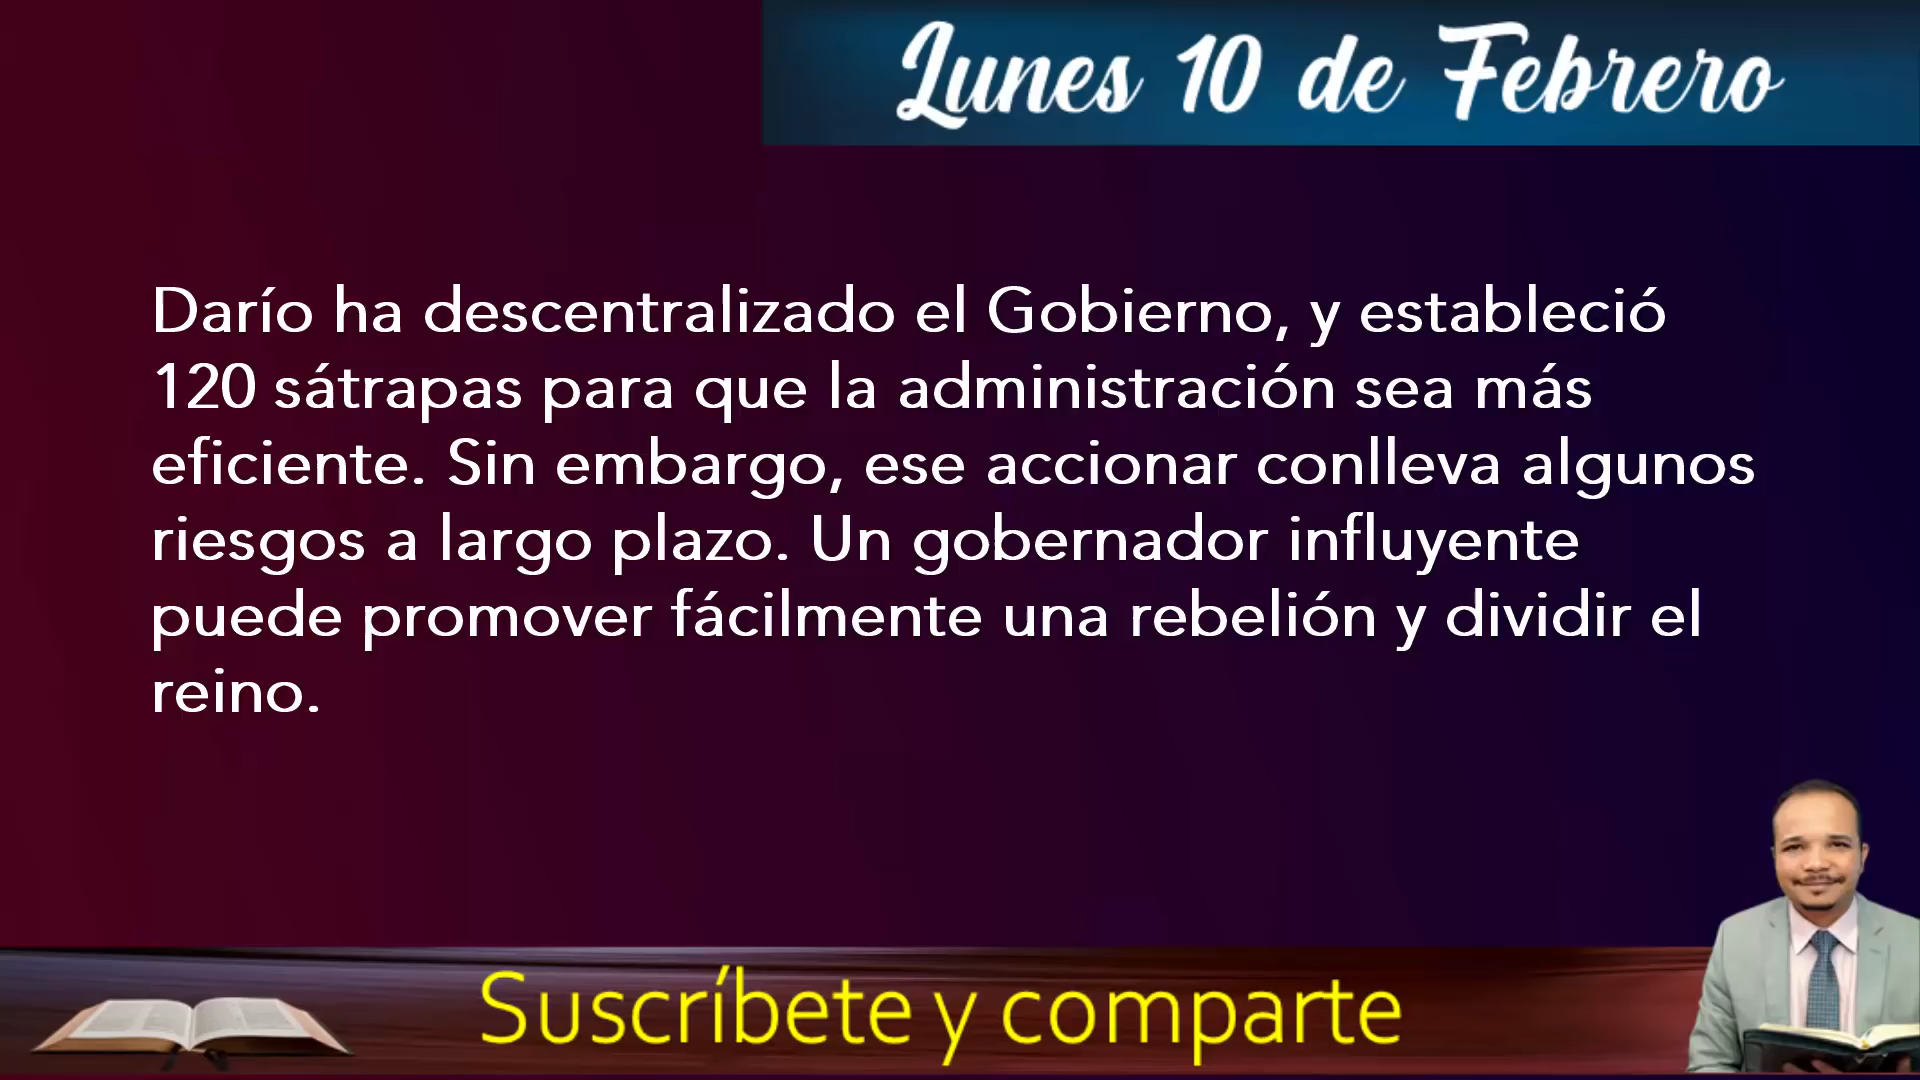 Lunes 10 de Febrero
Darío ha descentralizado el Gobierno, y estableció
120 sátrapas para que la administración sea más
eficiente. Sin embargo, ese accionar conlleva algunos
riesgos a largo plazo. Un gobernador influyente
puede promover fácilmente una rebelión y dividir el
reino.
Suscríbete y comparte